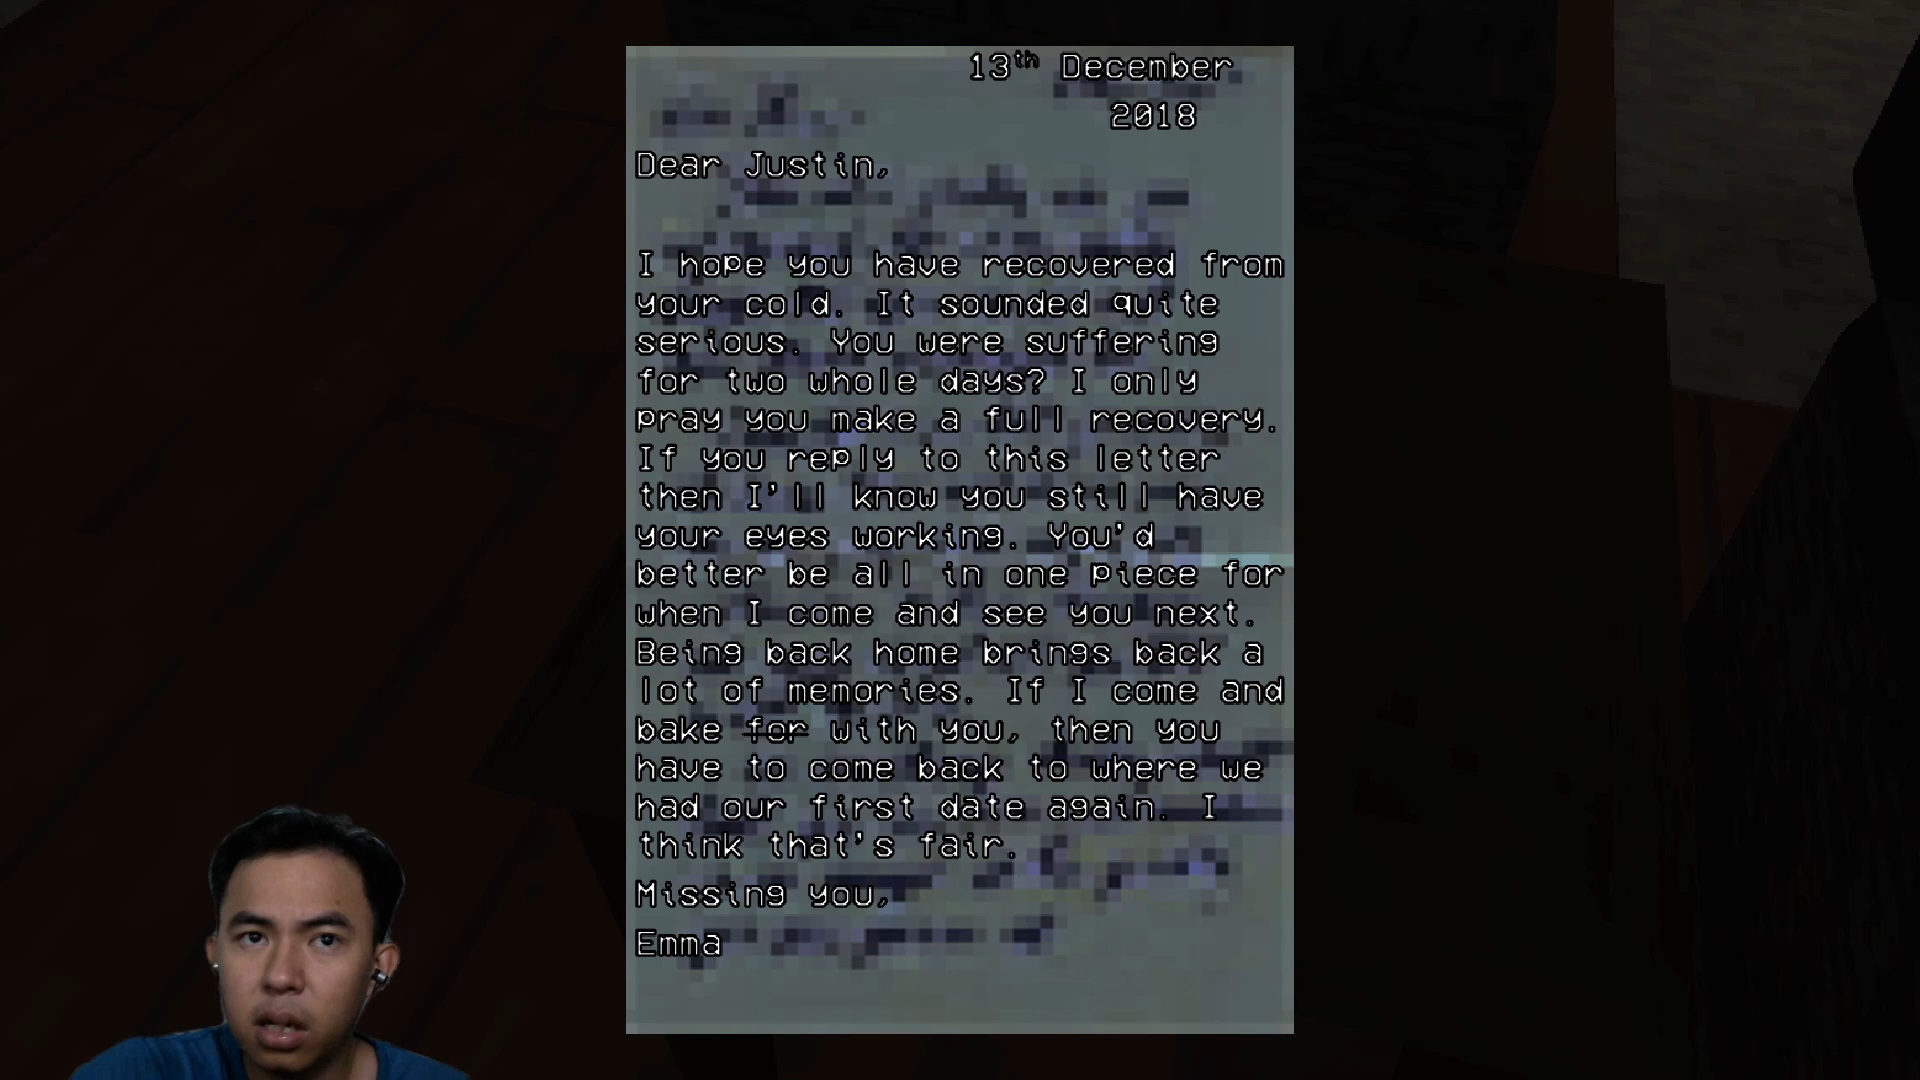 13th December
2018
Dear Justin,
I hope you have recovered from
your cold. It sounded quite
serious. You were suffering
for two whole days? I only
pray you make a full recovery.
If you reply to this letter
then I'll know you still have
your eyes working. You'd
better be all in one piece for
when I come and see you next.
Being back home brings back a
lot of memories. If I come and
bake for with you, then you
have to come back to where we
had our first date again. I
think that's fair.
Missing you,
Emma